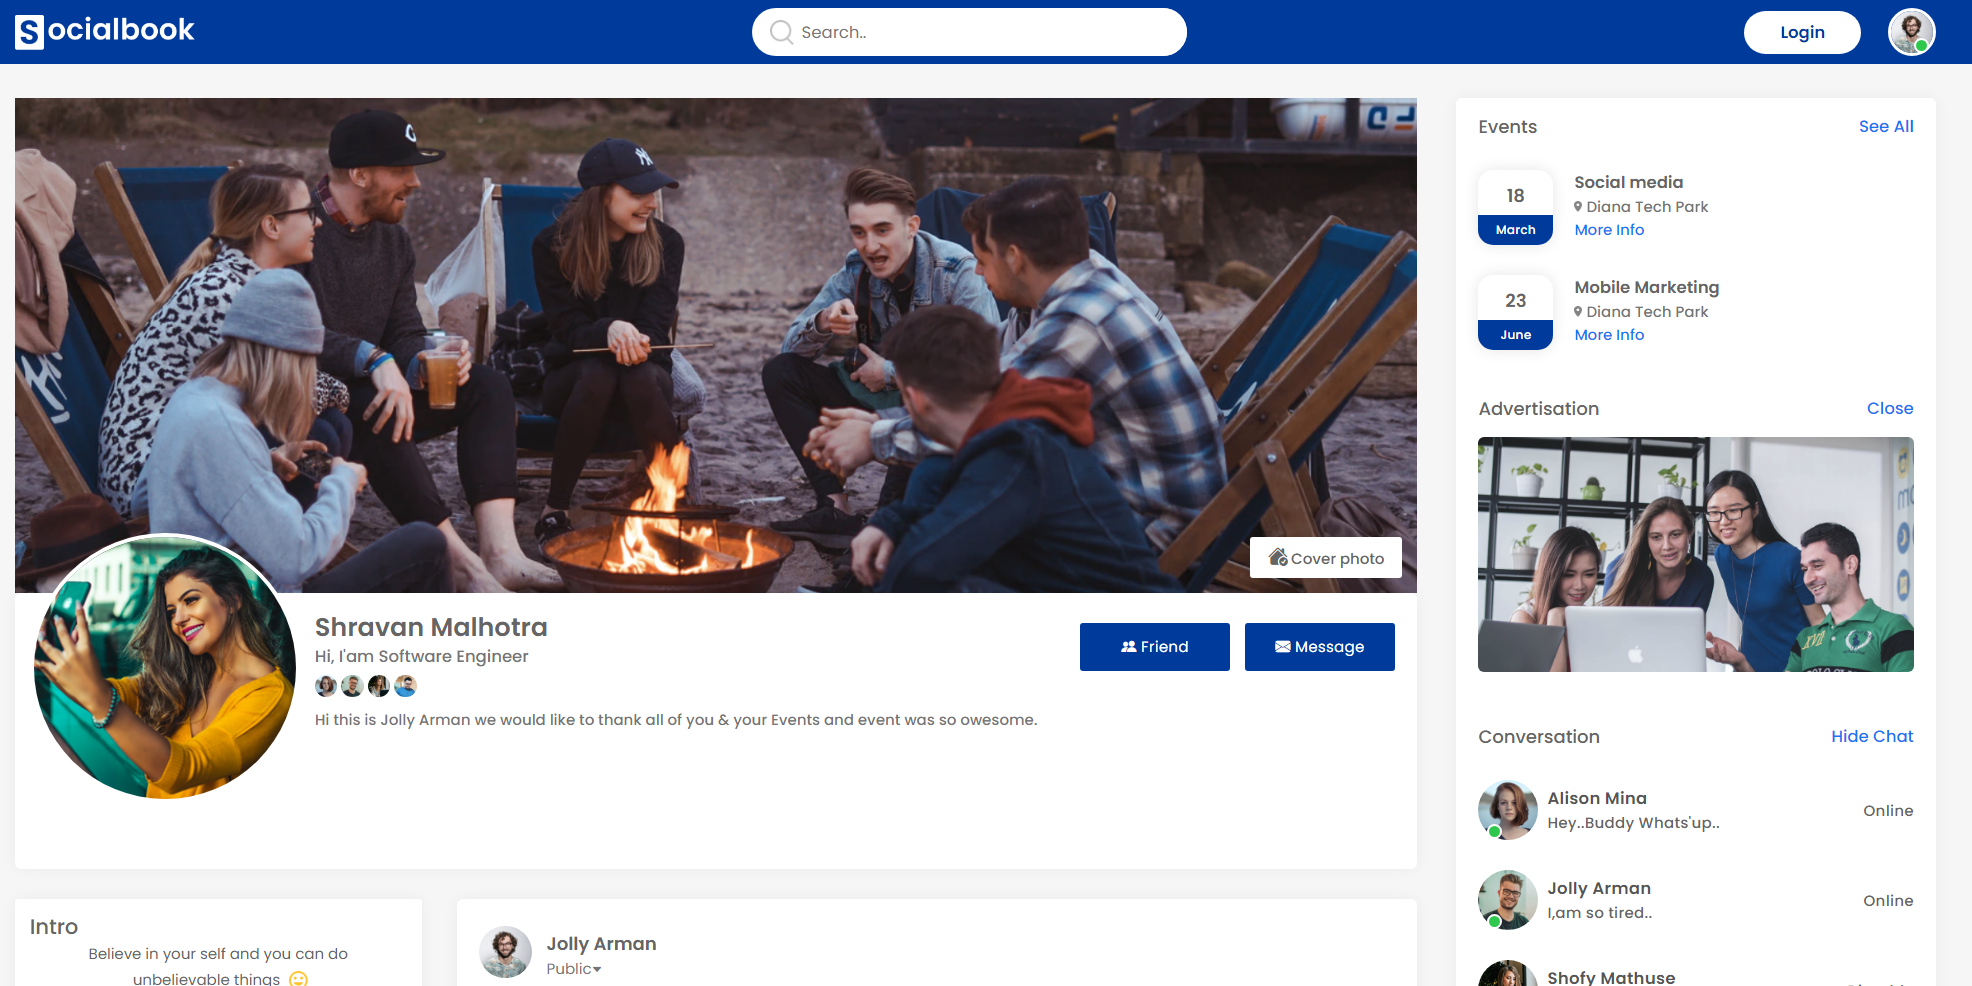 Socialbook
Search..
Login
Cover photo
Shravan Malhotra
Hi, I'am Software Engineer
Hi this is Jolly Arman we would like to thank all of you & your Events and event was so owesome.
Friend
Message
Intro
Believe in your self and you can do
unbelievable things
Jolly Arman
Public
Events
See All
18
March
Social media
Diana Tech Park
More Info
23
June
Mobile Marketing
Diana Tech Park
More Info
Advertisation
Close
XVII
Conversation
Hide Chat
Alison Mina
Hey..Buddy Whats'up..
Online
Jolly Arman
I,am so tired..
Online
Shofy Mathuse